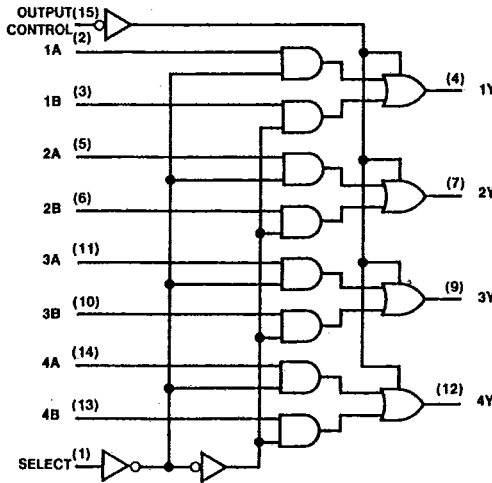 OUTPUT (15)
CONTROL
(2)
1A
(4)
1Y
(3)
1B
(5)
2A
(7)
2Y
(6)
2B
(11)
3A
(9)
3Y
(10)
3B
(14)
4A
(12)
4Y
(13)
4B
SELECT (1)